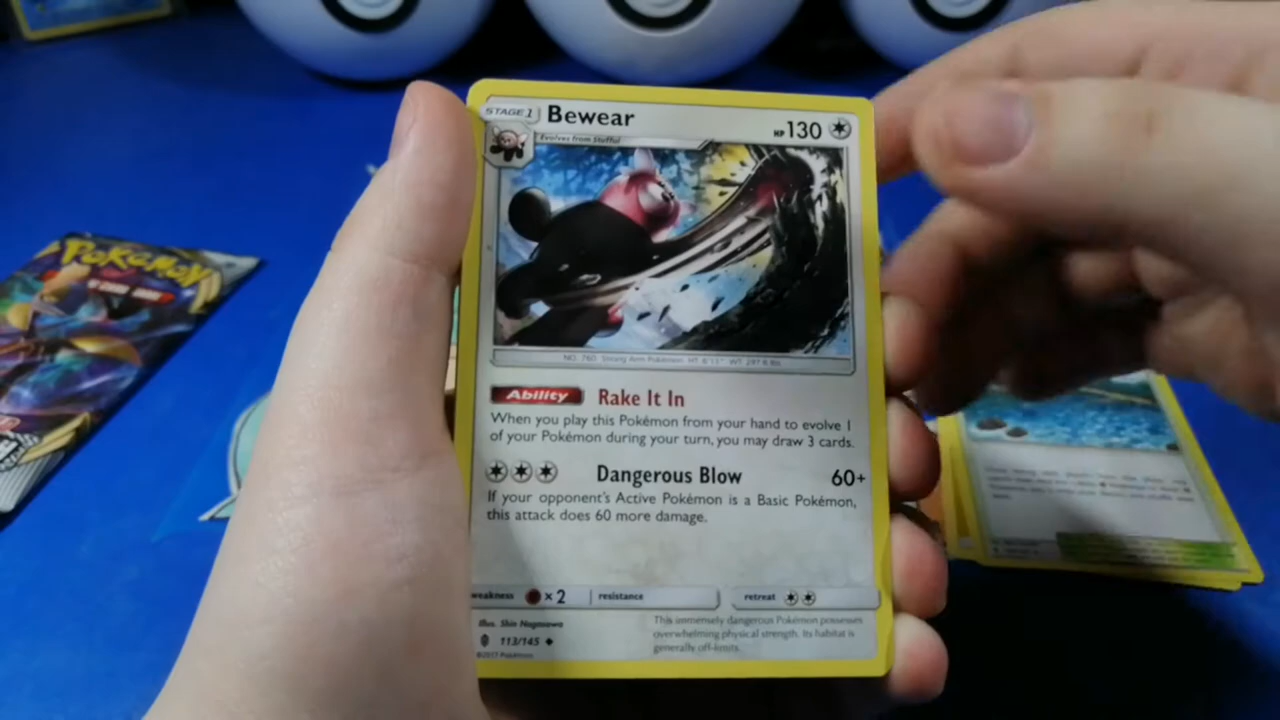 STAGE 1 Bewear HP 130
Evolves from Stufful
NO. 760 Strong Arm Pokémon HT: 6'11" WT: 297.6 lbs
Ability Rake It In
When you play this Pokémon from your hand to evolve 1
of your Pokémon during your turn, you may draw 3 cards.
Dangerous Blow 60+
If your opponent's Active Pokémon is a Basic Pokémon,
this attack does 60 more damage.
weakness ×2 resistance retreat
Illus. Shin Nagasawa
113/145
©2017 Pokémon
This immensely dangerous Pokémon possesses
overwhelming physical strength. Its habitat is
generally off-limits.
POKÉMON